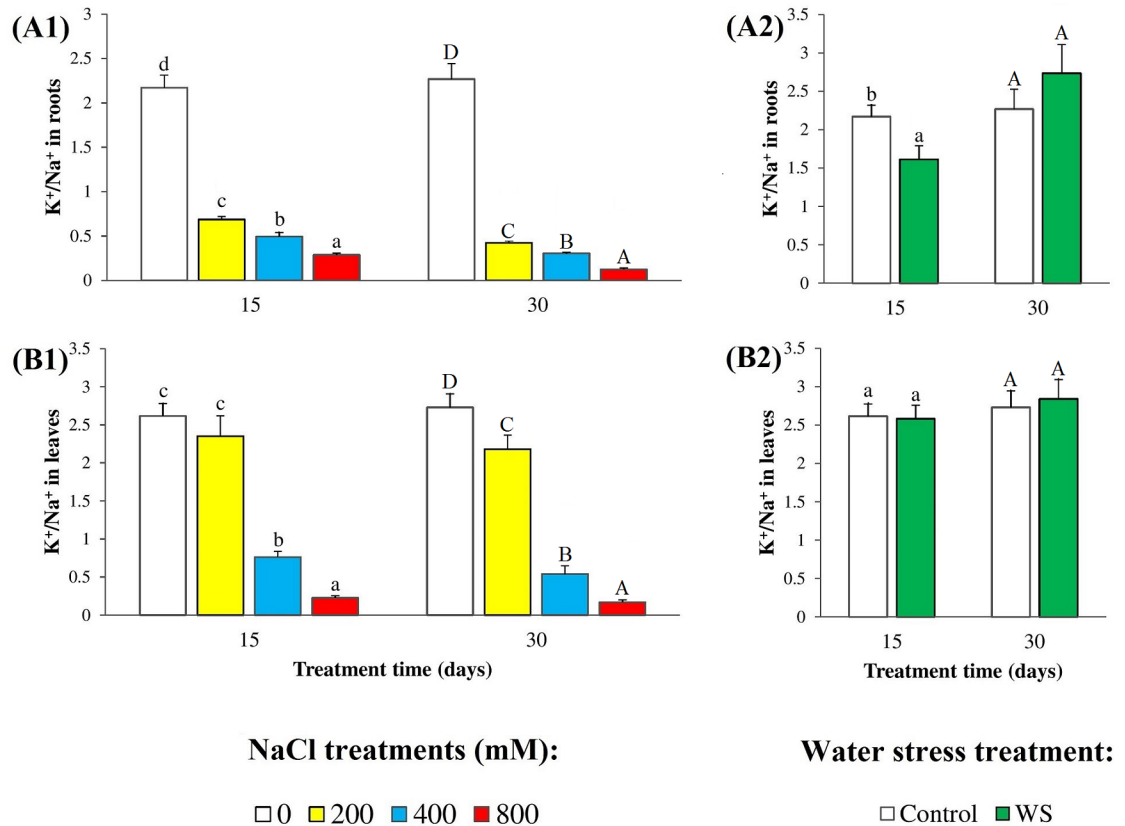 (A1)
K⁺/Na⁺ in roots
3
2.5
2
1.5
1
0.5
0
d
c
b
a
D
C
B
A
15
30
(A2)
K⁺/Na⁺ in roots
3.5
3
2.5
2
1.5
1
0.5
0
b
a
A
A
15
30
(B1)
K⁺/Na⁺ in leaves
3.5
3
2.5
2
1.5
1
0.5
0
c
c
b
a
D
C
B
A
15
30
Treatment time (days)
(B2)
K⁺/Na⁺ in leaves
3.5
3
2.5
2
1.5
1
0.5
0
a
a
A
A
15
30
Treatment time (days)
NaCl treatments (mM):
0 200 400 800
Water stress treatment:
Control WS